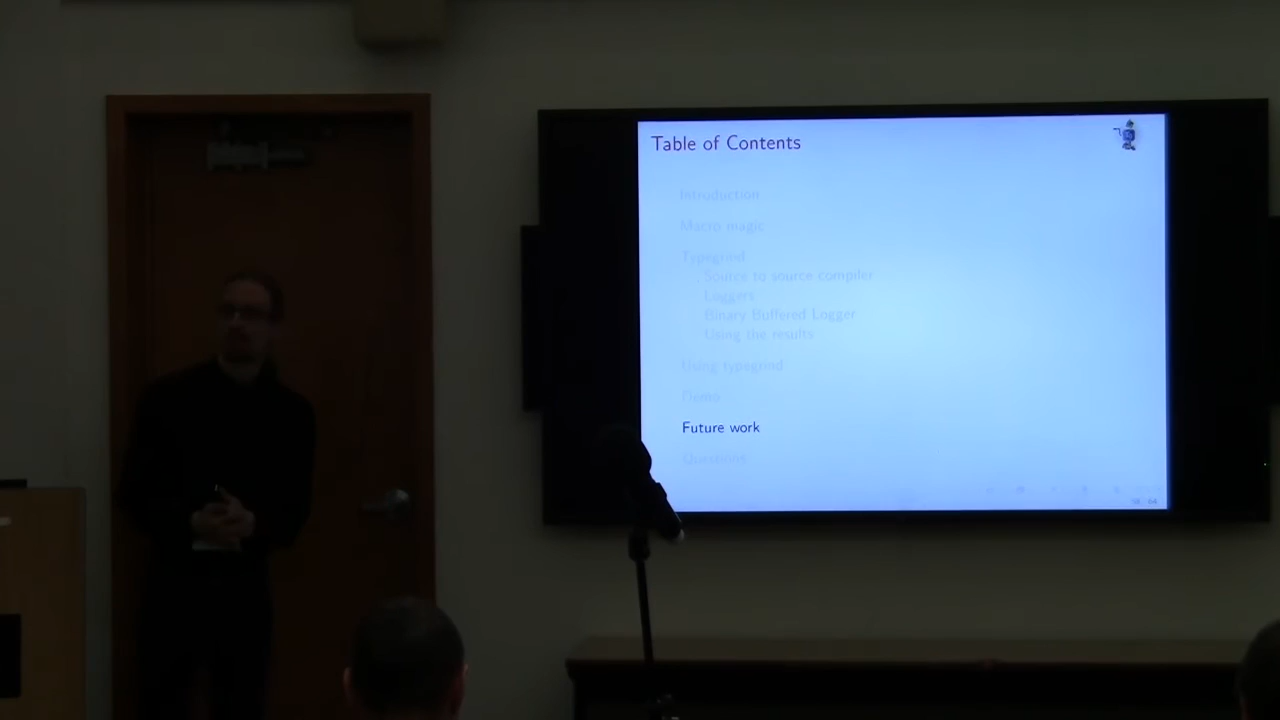 Table of Contents
Introduction
Macro magic
Typegrind
Source to source compiler
Loggers
Binary Buffered Logger
Using the results
Using typegrind
Demo
Future work
Questions